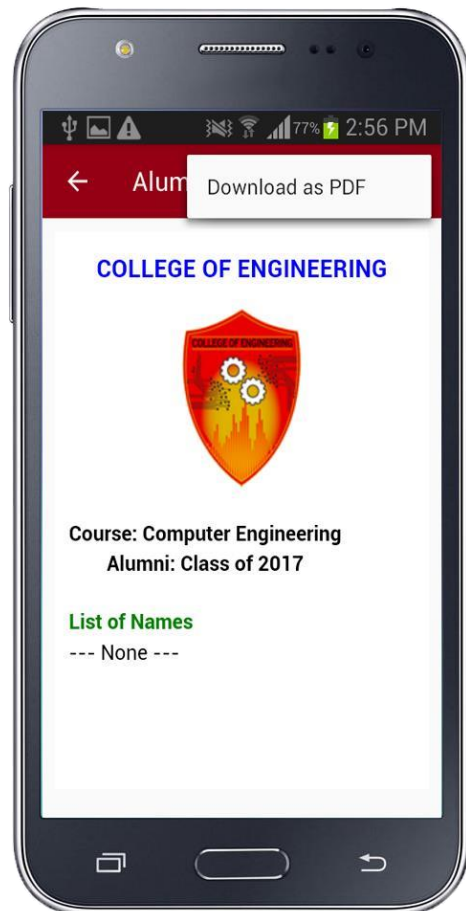 77% 2:56 PM
Alum
Download as PDF
COLLEGE OF ENGINEERING
COLLEGE OF ENGINEERING
Course: Computer Engineering
Alumni: Class of 2017
List of Names
--- None ---